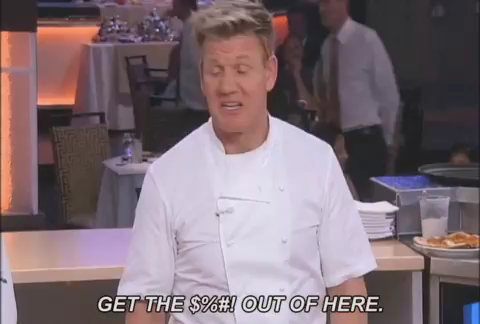 GET THE $%#! OUT OF HERE.